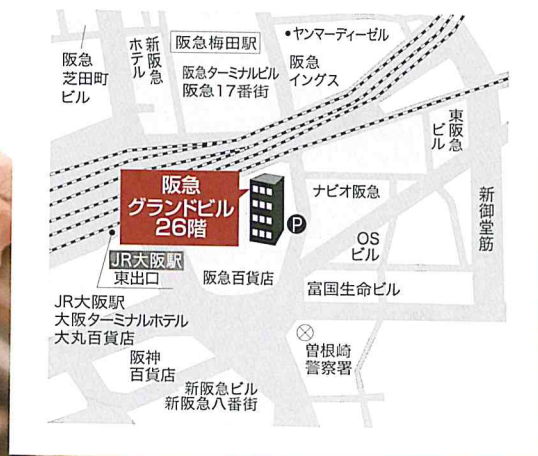 ヤンマーディーゼル
阪急梅田駅
新阪急
ホテル
阪急
芝田町
ビル
阪急ターミナルビル
阪急17番街
阪急
イングス
東阪急
ビル
阪急
グランドビル
26階
P
ナビオ阪急
新御堂筋
OS
ビル
JR大阪駅
東出口
阪急百貨店
富国生命ビル
JR大阪駅
大阪ターミナルホテル
大丸百貨店
阪神
百貨店
曽根崎
警察署
新阪急ビル
新阪急八番街